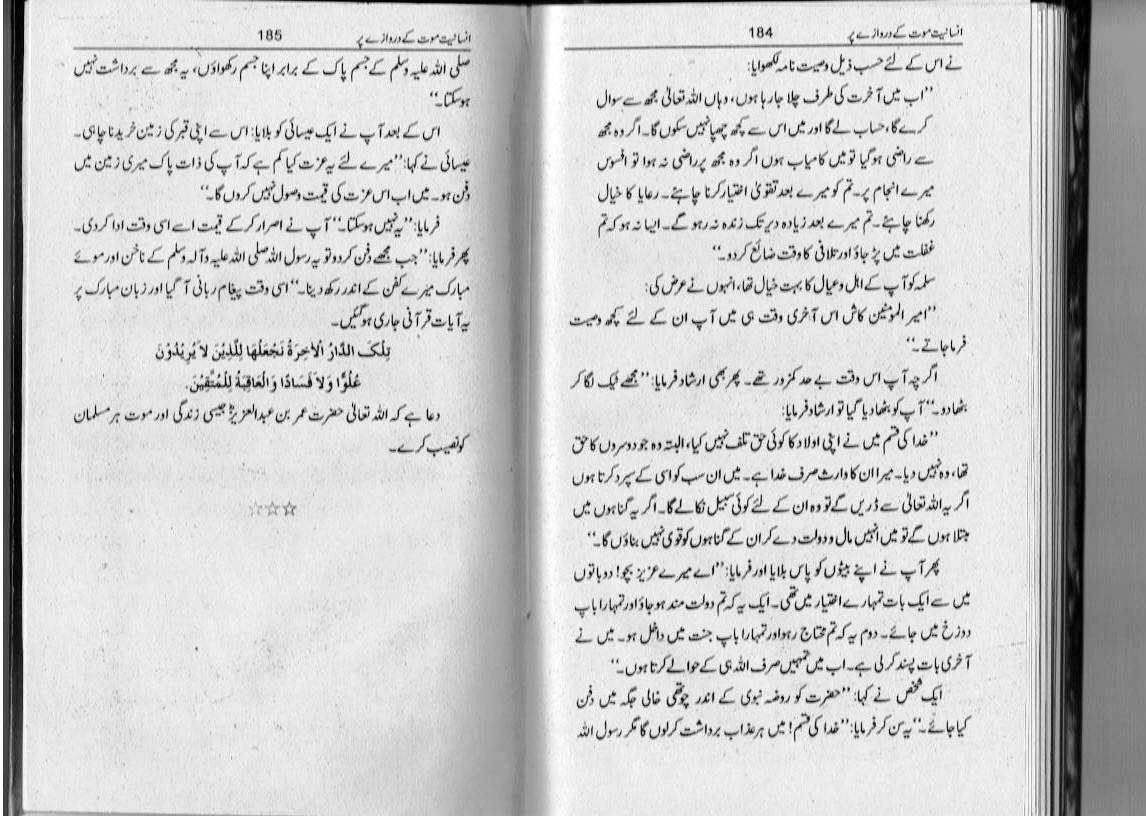 انسانیت موت کے دروازے پر 184
نے اس کے لئے حسب ذیل وصیت نامہ لکھوایا:
”اب میں آخرت کی طرف چلا جا رہا ہوں، وہاں اللہ تعالیٰ مجھ سے سوال
کرے گا، حساب لے گا اور میں اس سے کچھ چھپا نہیں سکوں گا۔ اگر وہ مجھ
سے راضی ہو گیا تو میں کامیاب ہوں اگر وہ مجھ پر راضی نہ ہوا تو افسوس
میرے انجام پر۔ تم کو میرے بعد تقویٰ اختیار کرنا چاہئے۔ رعایا کا خیال
رکھنا چاہئے۔ تم میرے بعد زیادہ دیر تک زندہ نہ رہو گے۔ ایسا نہ ہو کہ تم
غفلت میں پڑ جاؤ اور تلافی کا وقت ضائع کر دو۔“
سلمہ کو آپ کے اہل و عیال کا بہت خیال تھا، انہوں نے عرض کی:
”امیر المؤمنین کاش اس آخری وقت ہی میں آپ ان کے لئے کچھ وصیت
فرما جاتے۔“
اگرچہ آپ اس وقت بے حد کمزور تھے۔ پھر بھی ارشاد فرمایا: ”مجھے ٹیک لگا کر
بٹھا دو۔“ آپ کو بٹھا دیا گیا تو ارشاد فرمایا:
”خدا کی قسم میں نے اپنی اولاد کا کوئی حق تلف نہیں کیا، البتہ وہ جو دوسروں کا حق
تھا، وہ نہیں دیا۔ میرا ان کا وارث صرف خدا ہے۔ میں ان سب کو اسی کے سپرد کرتا ہوں
اگر یہ اللہ تعالیٰ سے ڈریں گے تو وہ ان کے لئے کوئی سبیل نکالے گا۔ اگر یہ گناہوں میں
مبتلا ہوں گے تو میں انہیں مال و دولت دے کر ان کے گناہوں کو قوی نہیں بناؤں گا۔“
پھر آپ نے اپنے بیٹوں کو پاس بلایا اور فرمایا: ”اے میرے عزیز بچو! دو باتوں
میں سے ایک بات تمہارے اختیار میں تھی۔ ایک یہ کہ تم دولت مند ہو جاؤ اور تمہارا باپ
دوزخ میں جائے۔ دوم یہ کہ تم محتاج رہو اور تمہارا باپ جنت میں داخل ہو۔ میں نے
آخری بات پسند کر لی ہے۔ اب میں تمہیں صرف اللہ ہی کے حوالے کرتا ہوں۔“
ایک شخص نے کہا: ”حضرت کو روضہ نبوی کے اندر چوتھی خالی جگہ میں دفن
کیا جائے۔“ یہ سن کر فرمایا: ”خدا کی قسم! میں ہر عذاب برداشت کر لوں گا مگر رسول اللہ
انسانیت موت کے دروازے پر 185
صلی اللہ علیہ وسلم کے جسم پاک کے برابر اپنا جسم رکھواؤں، یہ مجھ سے برداشت نہیں
ہو سکتا۔“
اس کے بعد آپ نے ایک عیسائی کو بلایا: اس سے اپنی قبر کی زمین خریدنا چاہی۔
عیسائی نے کہا: ”میرے لئے یہ عزت کیا کم ہے کہ آپ کی ذات پاک میری زمین میں
دفن ہو۔ میں اب اس عزت کی قیمت وصول نہیں کروں گا۔“
فرمایا: ”یہ نہیں ہو سکتا۔“ آپ نے اصرار کر کے قیمت اسے اسی وقت ادا کر دی۔
پھر فرمایا: ”جب مجھے دفن کر دو تو یہ رسول اللہ صلی اللہ علیہ وآلہ وسلم کے ناخن اور موئے
مبارک میرے کفن کے اندر رکھ دینا۔“ اسی وقت پیغام ربانی آ گیا اور زبان مبارک پر
یہ آیات قرآنی جاری ہو گئیں۔
تِلْکَ الدَّارُ الْاٰخِرَۃُ نَجْعَلُهَا لِلَّذِیْنَ لاَ یُرِیْدُوْنَ
عُلُوًّا وَّلاَ فَسَادًا وَالْعَاقِبَةُ لِلْمُتَّقِیْنَ.
دعا ہے کہ اللہ تعالیٰ حضرت عمر بن عبدالعزیزؒ جیسی زندگی اور موت ہر مسلمان
کو نصیب کرے۔
☆☆☆